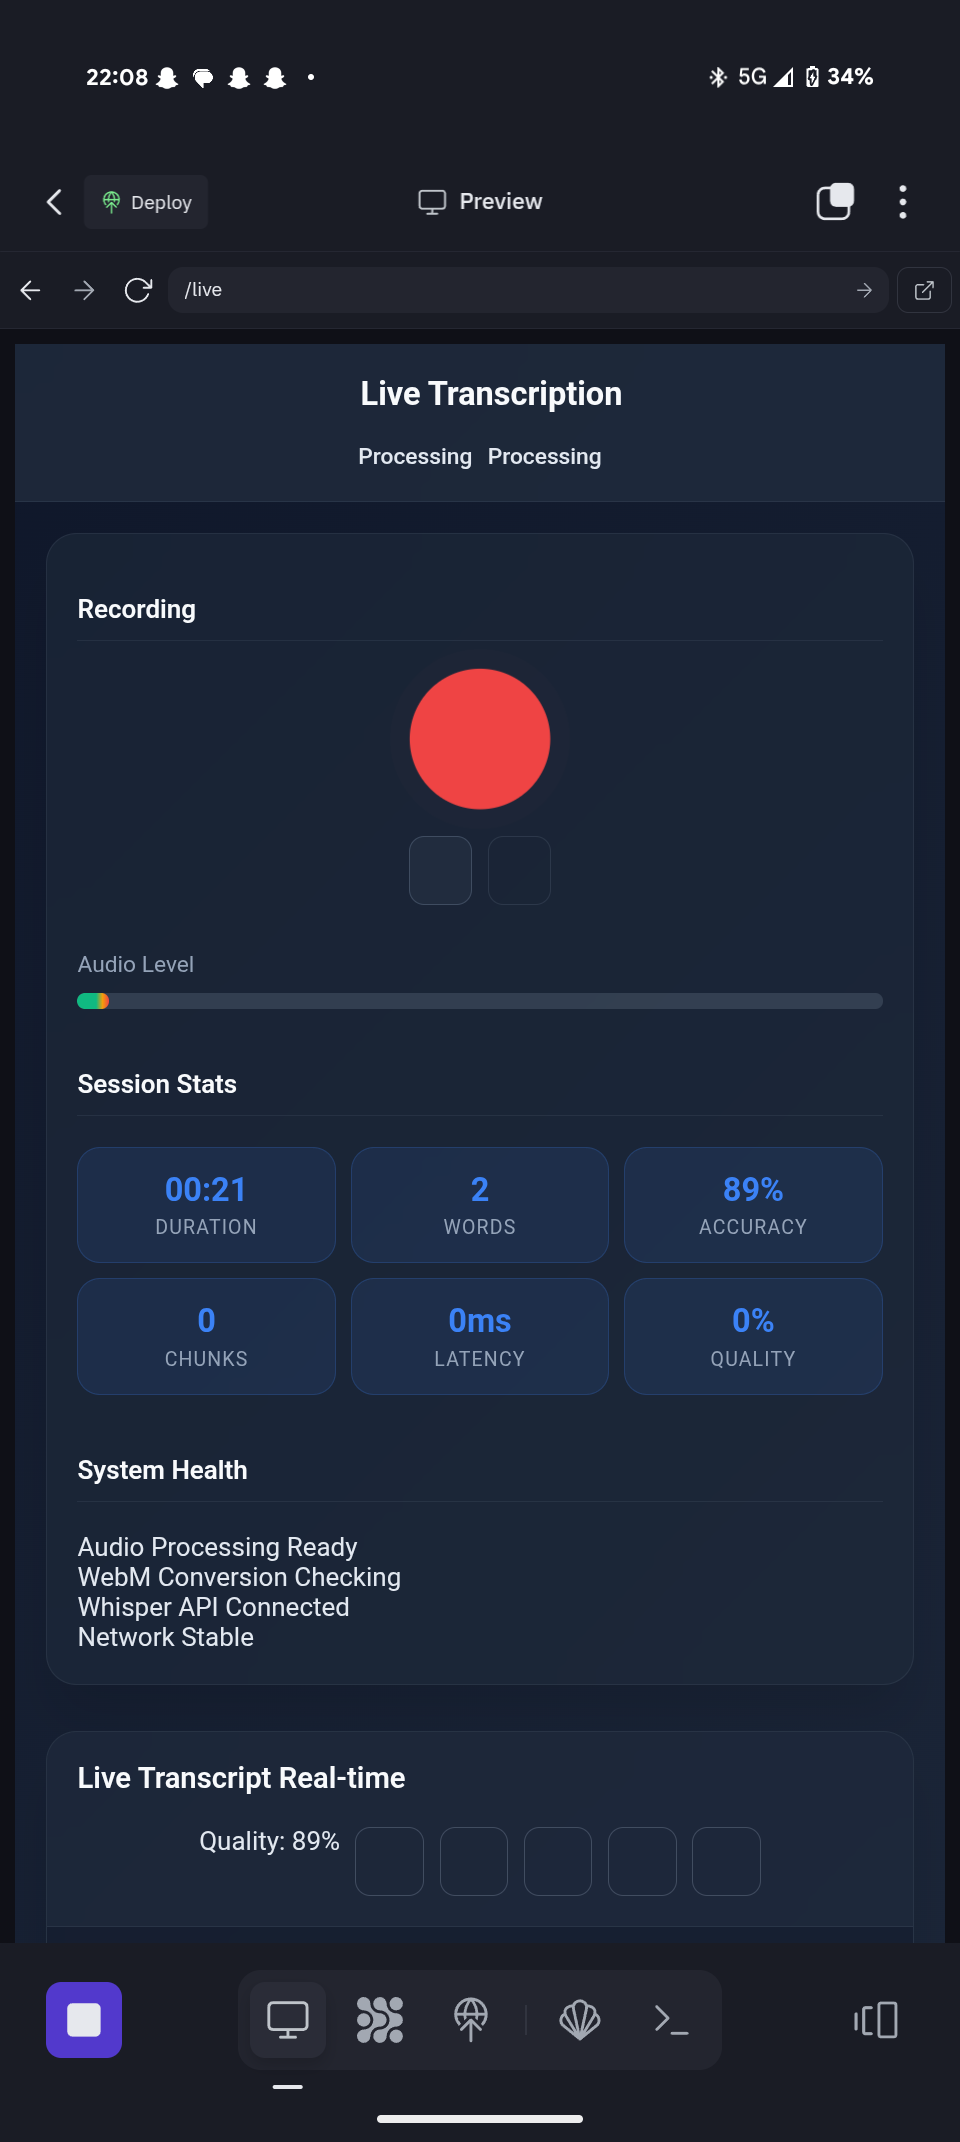 22:08 5G 34%
Deploy Preview
/live
Live Transcription
Processing Processing
Recording
Audio Level
Session Stats
00:21 2 89%
DURATION WORDS ACCURACY
0 0ms 0%
CHUNKS LATENCY QUALITY
System Health
Audio Processing Ready
WebM Conversion Checking
Whisper API Connected
Network Stable
Live Transcript Real-time
Quality: 89%